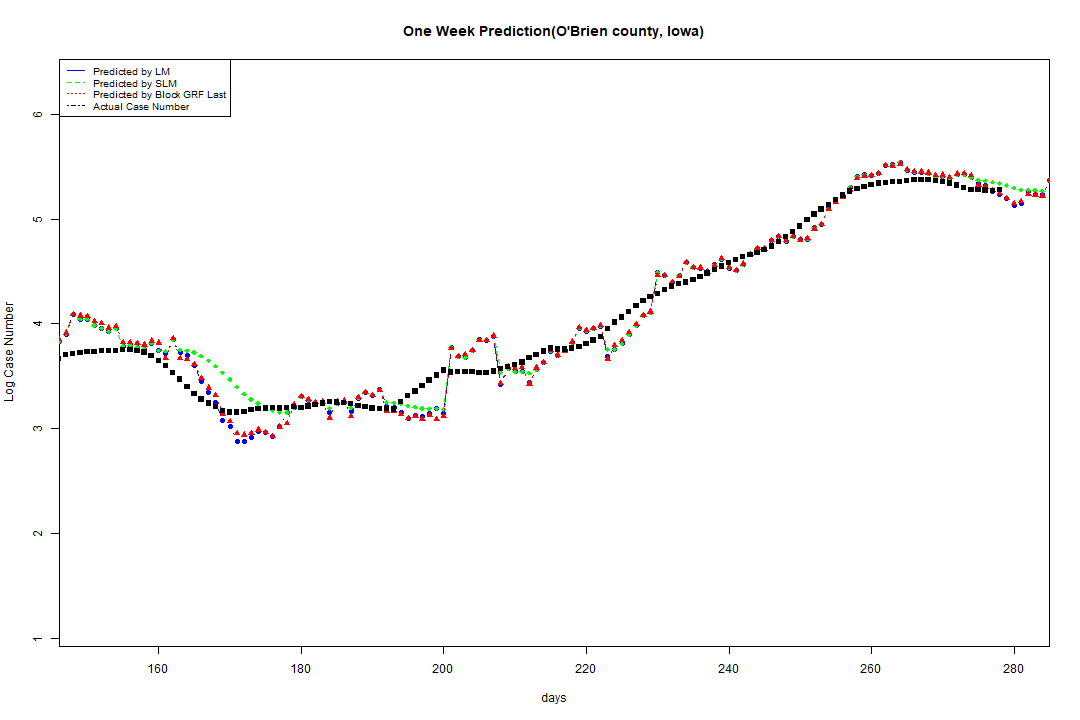 One Week Prediction(O'Brien county, Iowa)
Predicted by LM
Predicted by SLM
Predicted by Block GRF Last
Actual Case Number
6
5
4
3
2
1
Log Case Number
160 180 200 220 240 260 280
days